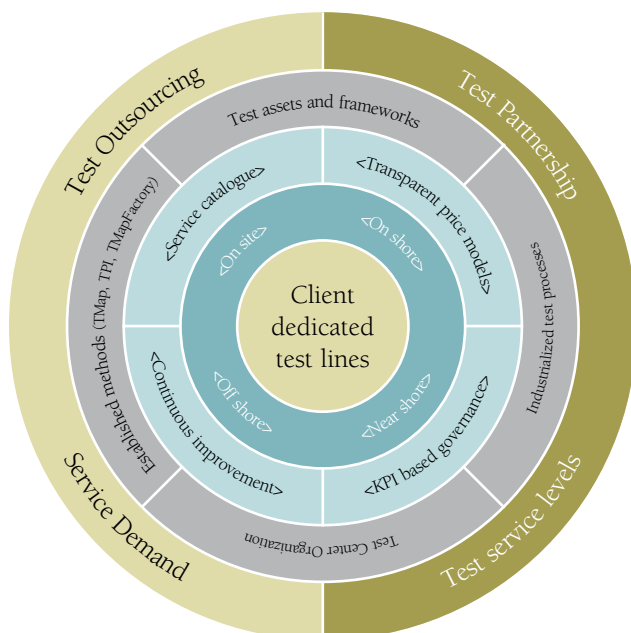 Test Outsourcing
Test Partnership
Test assets and frameworks
<Service catalogue>
<Transparent price models>
<On site>
<On shore>
Established methods (TMap, TPI, TMapFactory)
Industrialized test processes
Client
dedicated
test lines
<Off shore>
<Near shore>
<Continuous improvement>
<KPI based governance>
Test Center Organization
Service Demand
Test service levels